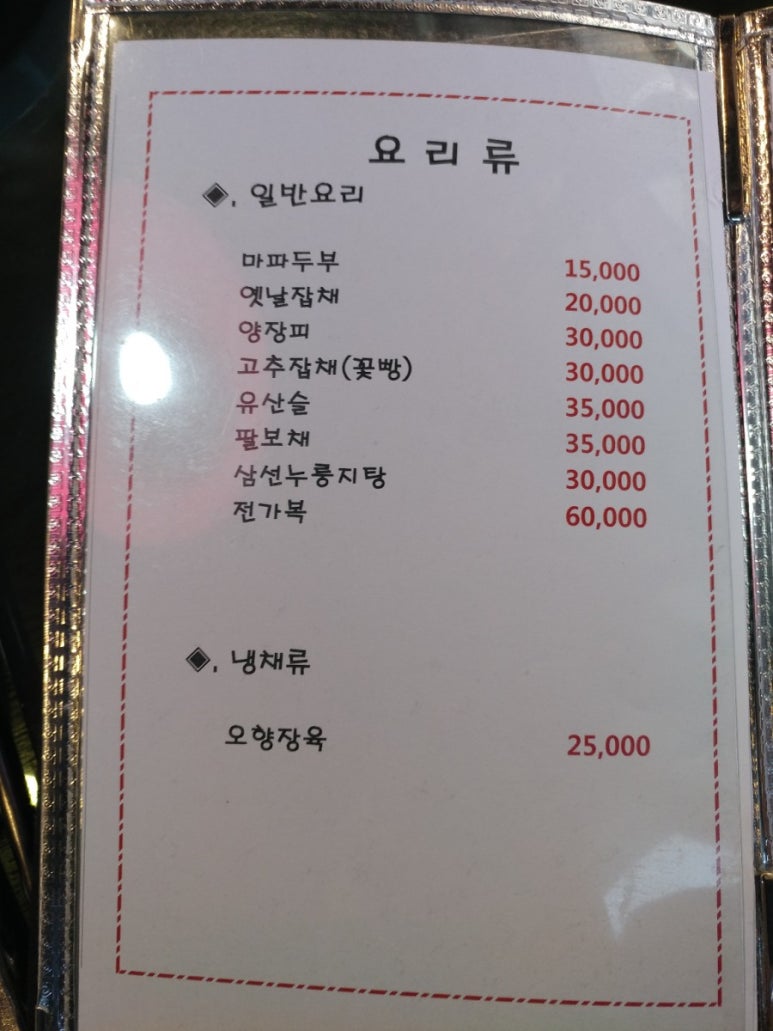 요리류
◈. 일반요리
마파두부 15,000
옛날잡채 20,000
양장피 30,000
고추잡채(꽃빵) 30,000
유산슬 35,000
팔보채 35,000
삼선누룽지탕 30,000
전가복 60,000
◈. 냉채류
오향장육 25,000